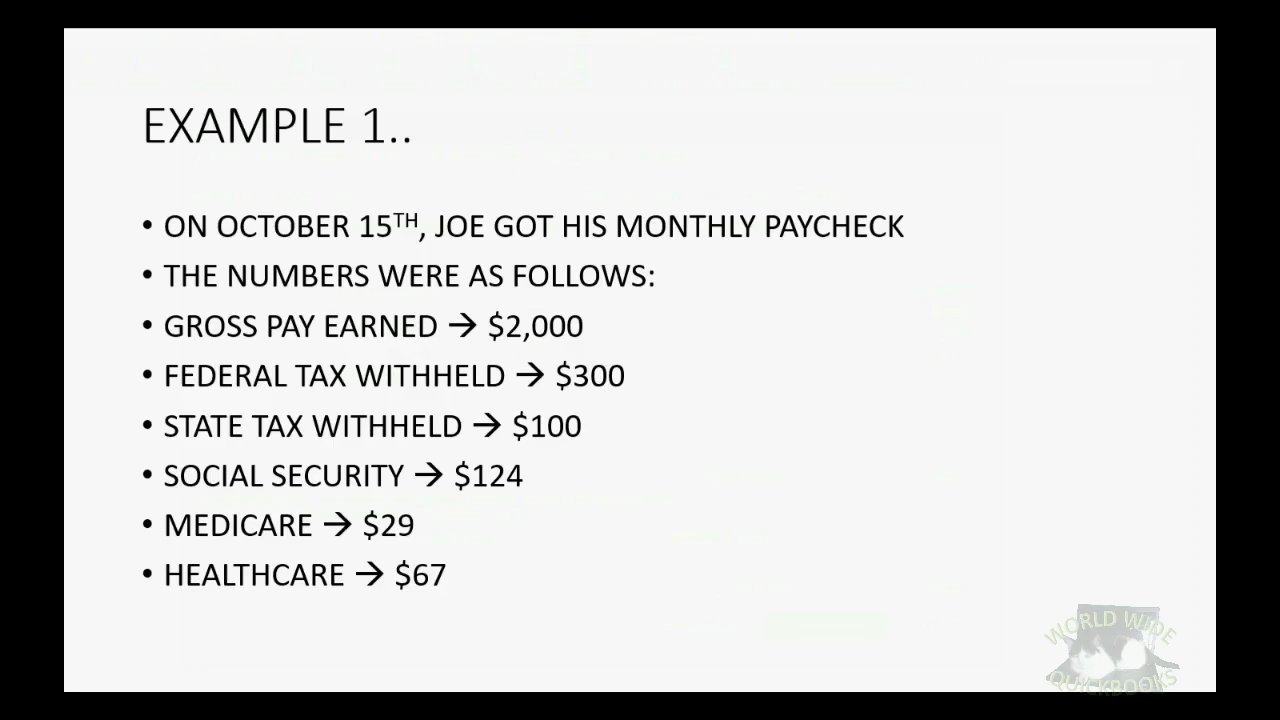 EXAMPLE 1..
• ON OCTOBER 15TH, JOE GOT HIS MONTHLY PAYCHECK
• THE NUMBERS WERE AS FOLLOWS:
• GROSS PAY EARNED → $2,000
• FEDERAL TAX WITHHELD → $300
• STATE TAX WITHHELD → $100
• SOCIAL SECURITY → $124
• MEDICARE → $29
• HEALTHCARE → $67
WORLD WIDE
QUICKBOOKS